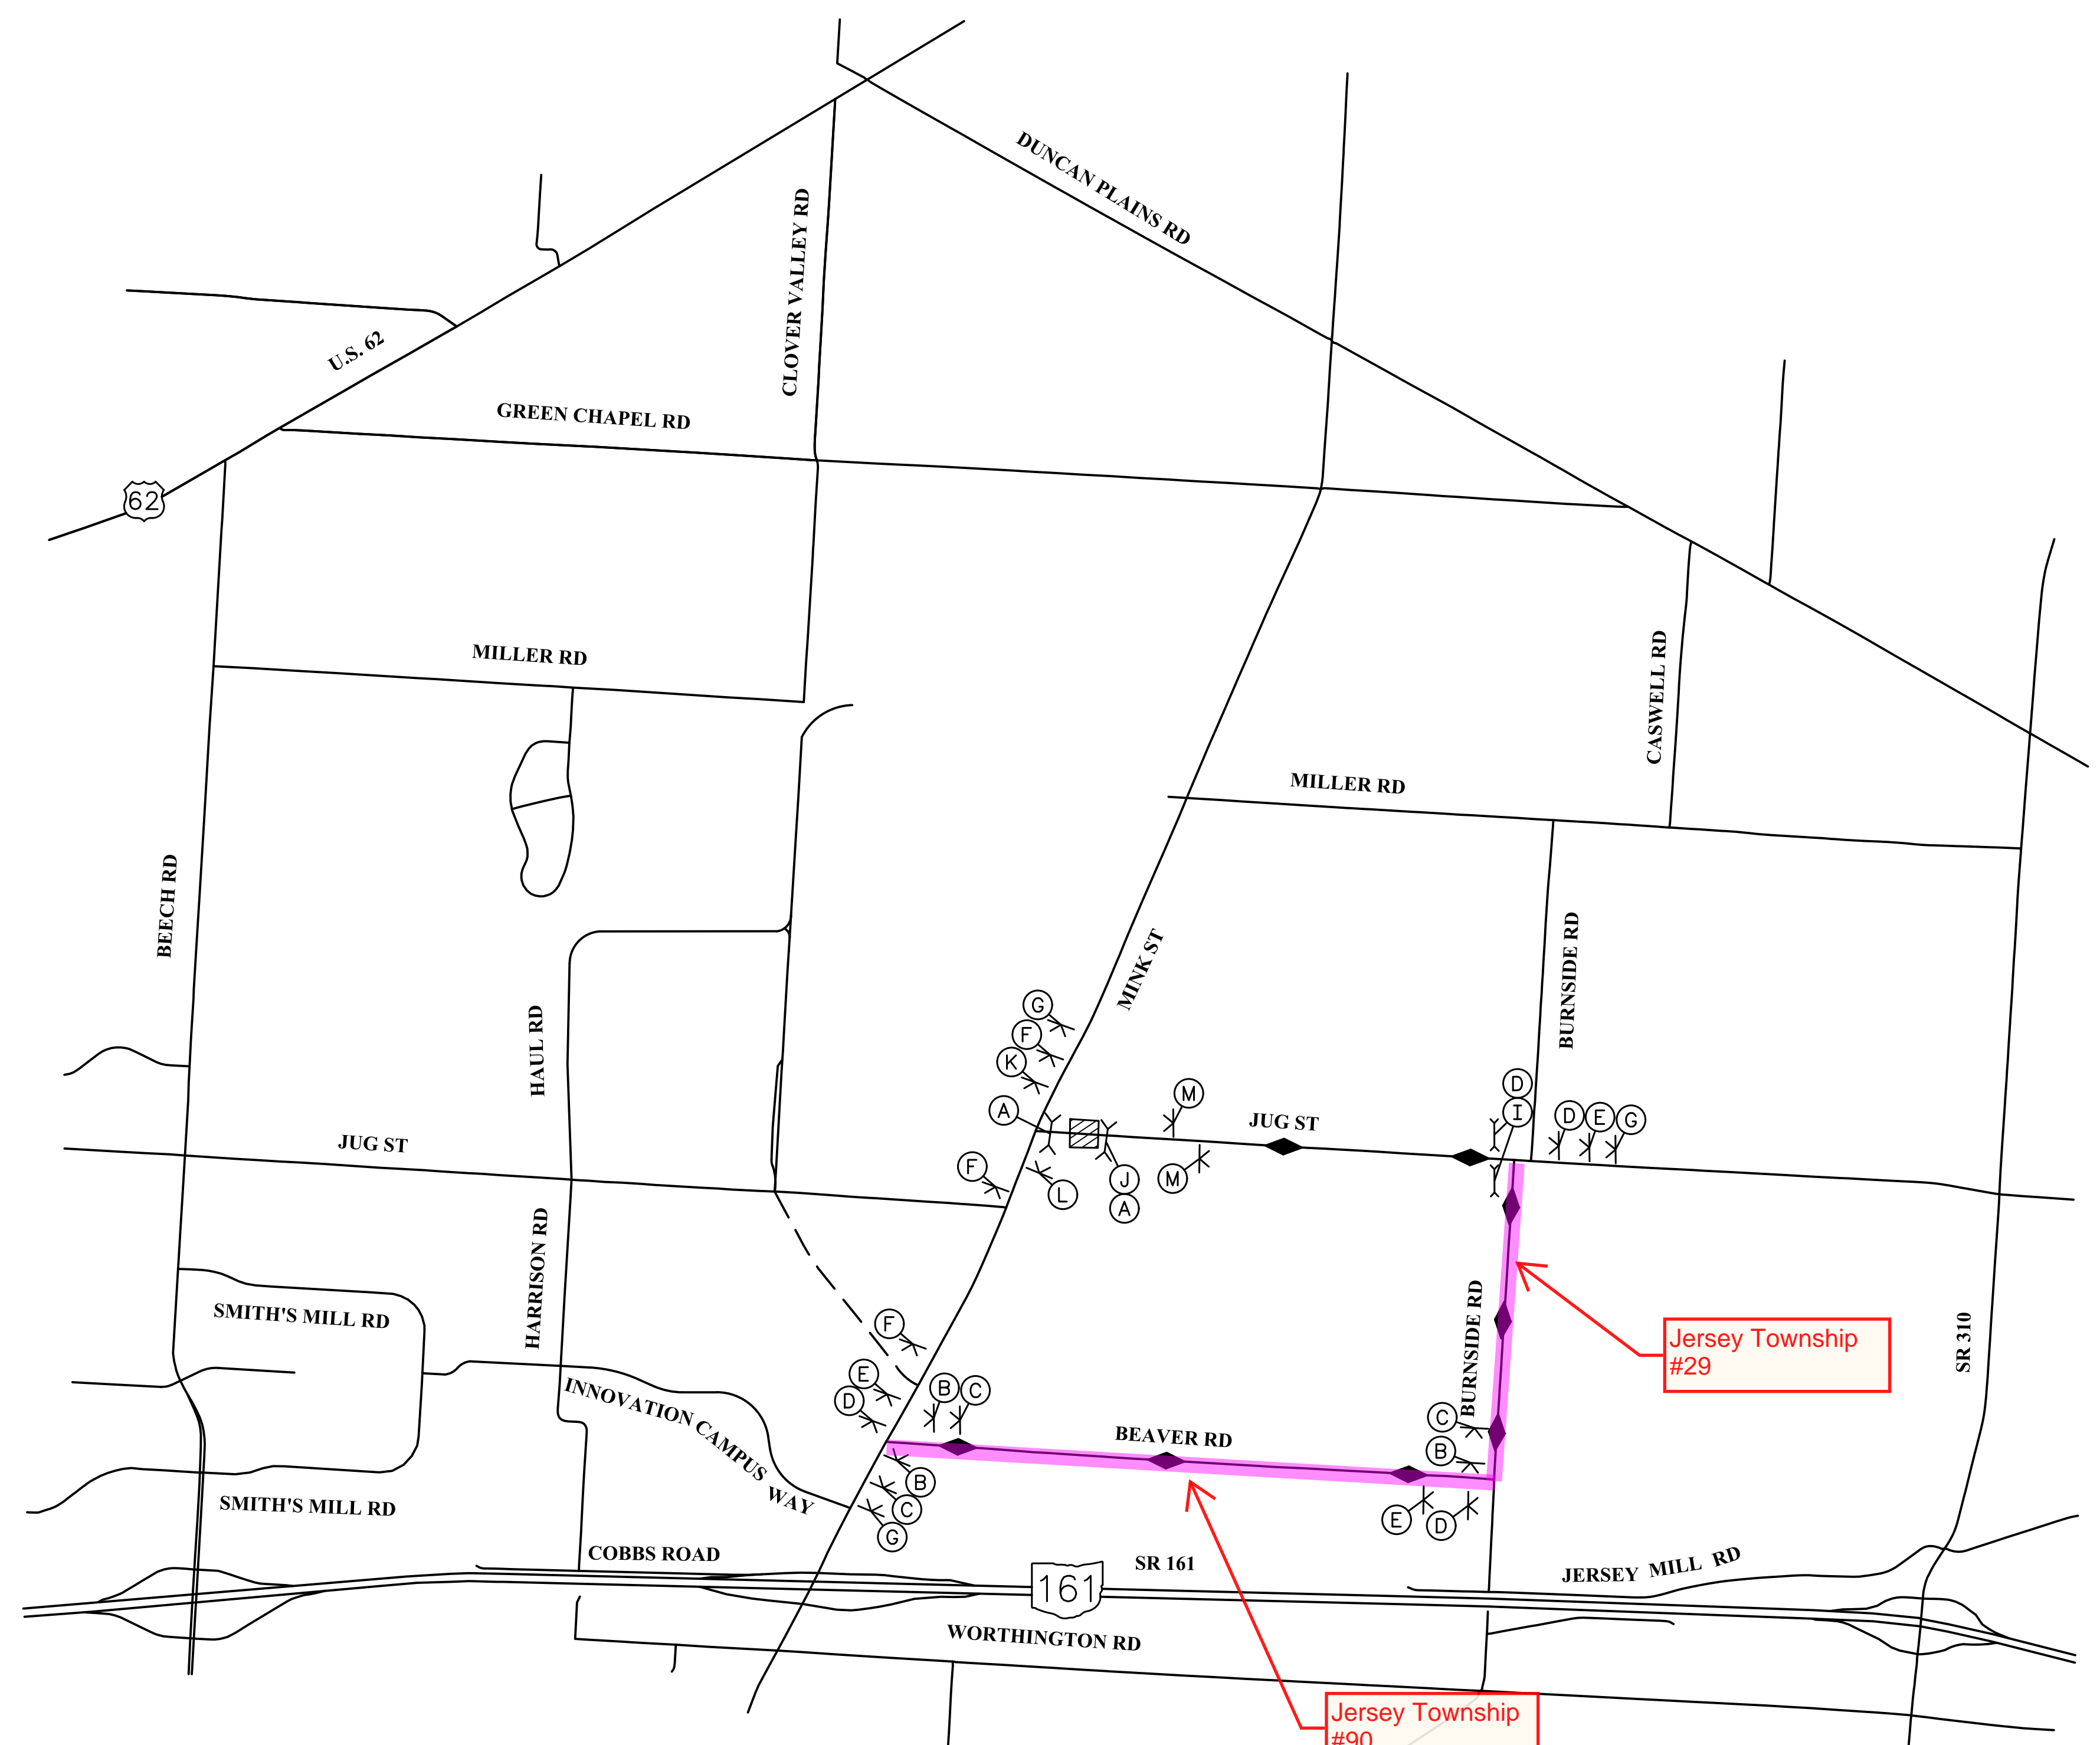 DUNCAN PLAINS RD
CLOVER VALLEY RD
U.S. 62
GREEN CHAPEL RD
62
MILLER RD
CASWELL RD
MILLER RD
BEECH RD
BURNSIDE RD
MINK ST
HAUL RD
G
F
K
A
M
D
I
D E G
JUG ST
JUG ST
F
L
J
A
M
HARRISON RD
SMITH'S MILL RD
BURNSIDE RD
SR 310
Jersey Township
#29
F
E
D
B C
INNOVATION CAMPUS
WAY
BEAVER RD
C
B
B
C
G
E
D
SMITH'S MILL RD
COBBS ROAD
161
SR 161
JERSEY MILL RD
WORTHINGTON RD
Jersey Township
#90